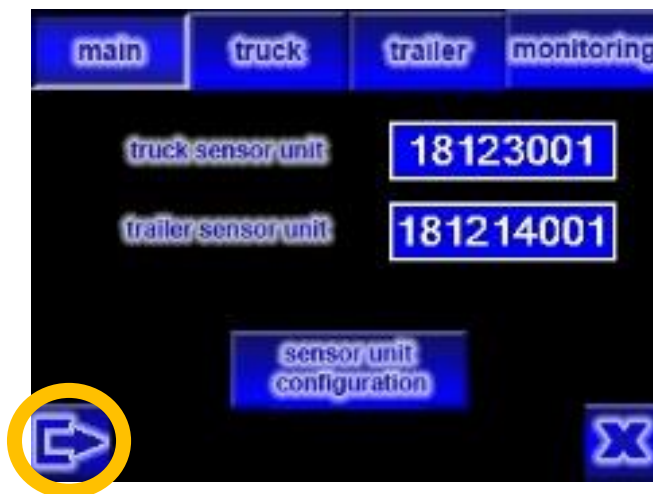 main truck trailer monitoring
truck sensor unit 18123001
trailer sensor unit 181214001
sensor unit
configuration